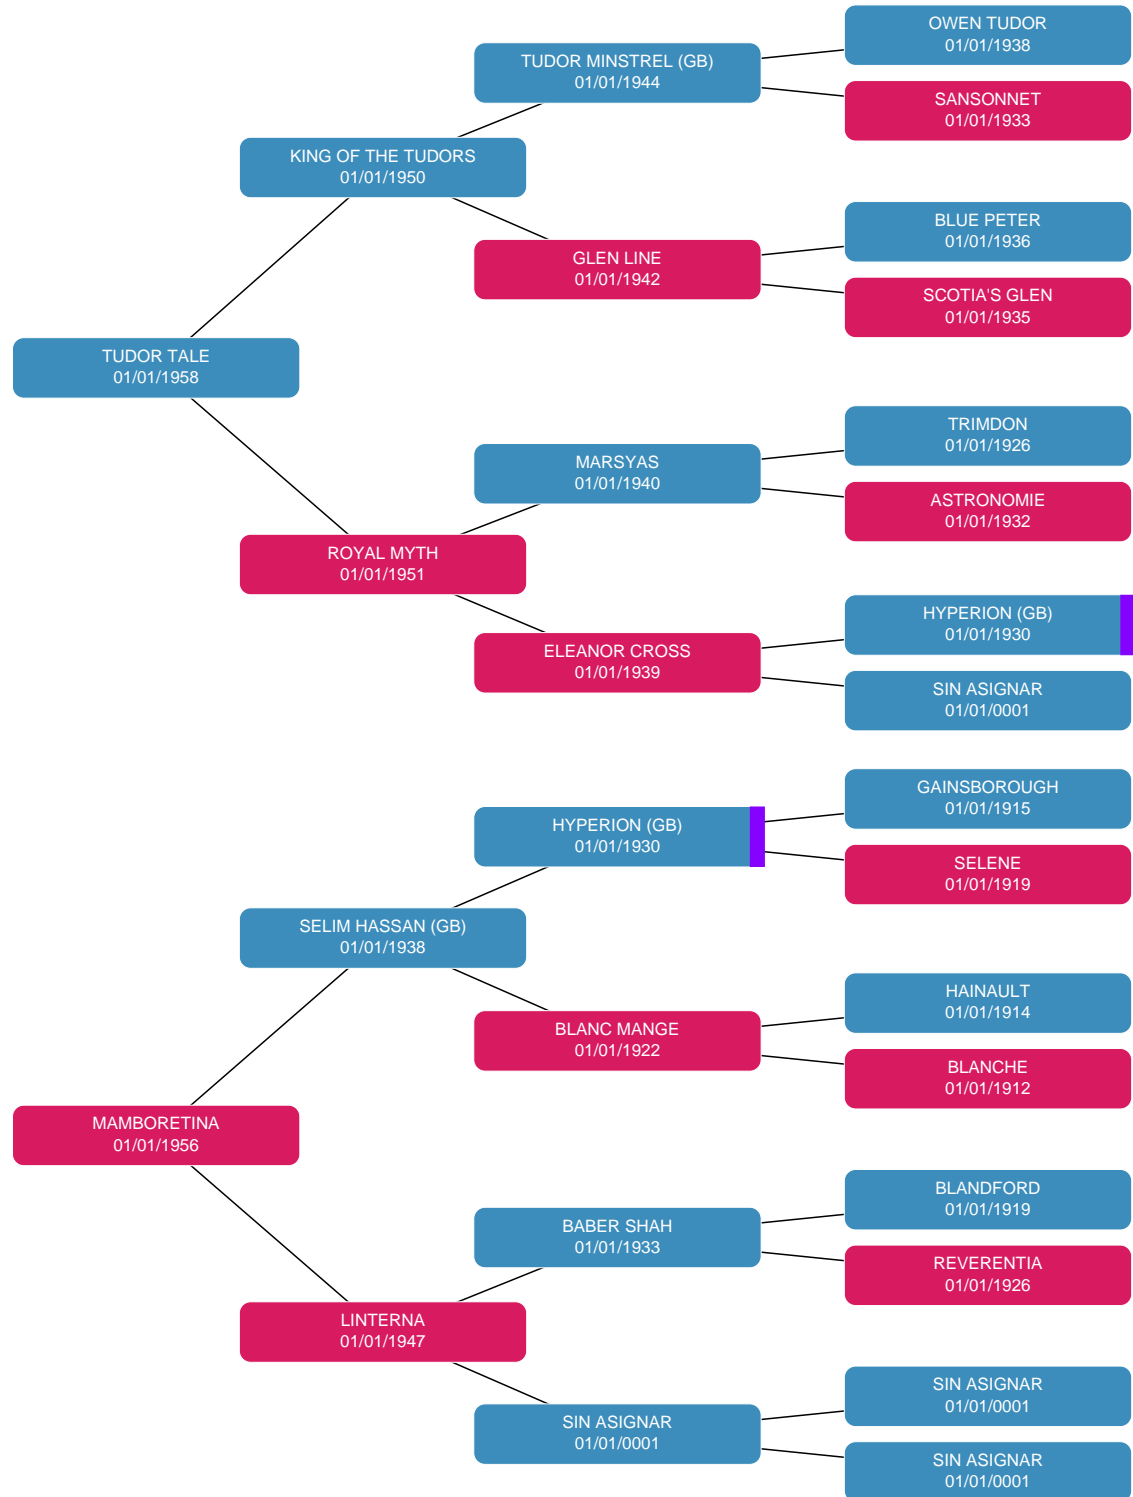 OWEN TUDOR
01/01/1938
TUDOR MINSTREL (GB)
01/01/1944
SANSONNET
01/01/1933
KING OF THE TUDORS
01/01/1950
BLUE PETER
01/01/1936
GLEN LINE
01/01/1942
SCOTIA'S GLEN
01/01/1935
TUDOR TALE
01/01/1958
TRIMDON
01/01/1926
MARSYAS
01/01/1940
ASTRONOMIE
01/01/1932
ROYAL MYTH
01/01/1951
HYPERION (GB)
01/01/1930
ELEANOR CROSS
01/01/1939
SIN ASIGNAR
01/01/0001
GAINSBOROUGH
01/01/1915
HYPERION (GB)
01/01/1930
SELENE
01/01/1919
SELIM HASSAN (GB)
01/01/1938
HAINAULT
01/01/1914
BLANC MANGE
01/01/1922
BLANCHE
01/01/1912
MAMBORETINA
01/01/1956
BLANDFORD
01/01/1919
BABER SHAH
01/01/1933
REVERENTIA
01/01/1926
LINTERNA
01/01/1947
SIN ASIGNAR
01/01/0001
SIN ASIGNAR
01/01/0001
SIN ASIGNAR
01/01/0001